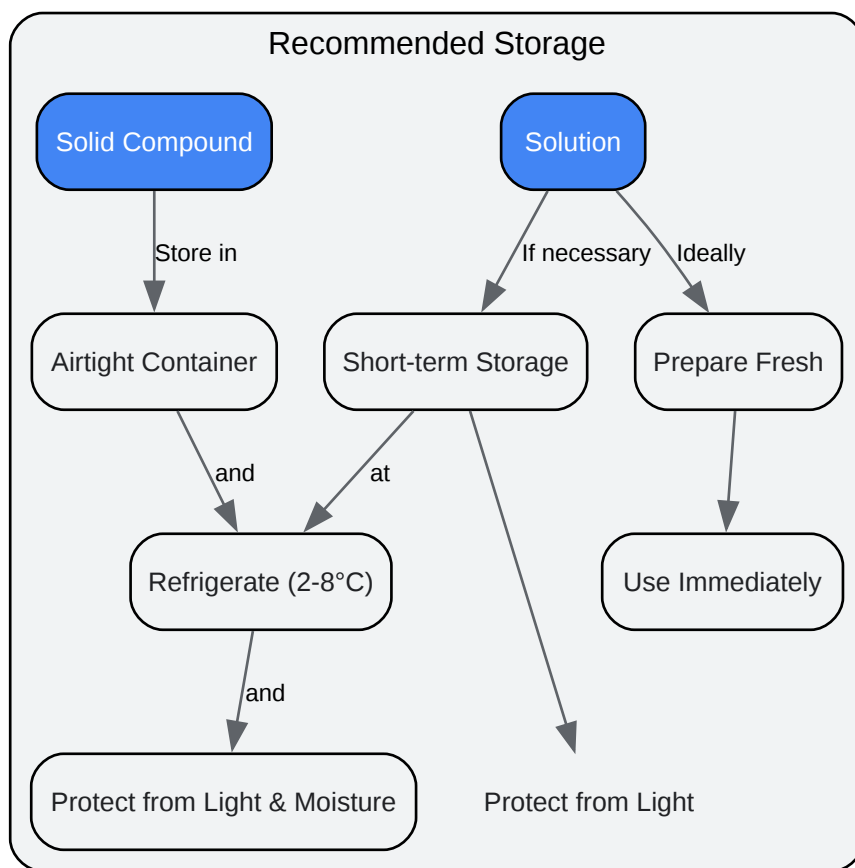 Recommended Storage
Solid Compound
Solution
Store in
If necessary
Ideally
Airtight Container
Short-term Storage
Prepare Fresh
and
at
Refrigerate (2-8°C)
Use Immediately
and
Protect from Light & Moisture
Protect from Light